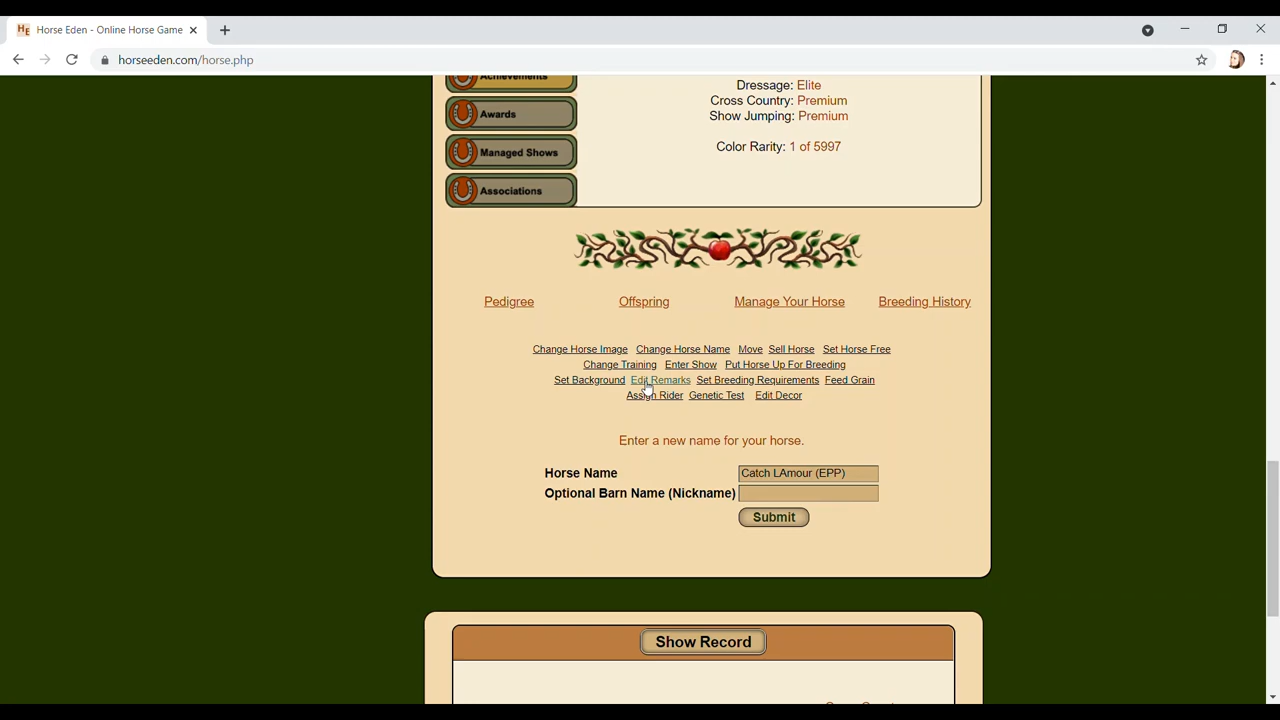 HE Horse Eden - Online Horse Game
horseeden.com/horse.php
Achievements
Awards
Managed Shows
Associations
Dressage: Elite
Cross Country: Premium
Show Jumping: Premium
Color Rarity: 1 of 5997
Pedigree Offspring Manage Your Horse Breeding History
Change Horse Image Change Horse Name Move Sell Horse Set Horse Free
Change Training Enter Show Put Horse Up For Breeding
Set Background Edit Remarks Set Breeding Requirements Feed Grain
Assign Rider Genetic Test Edit Decor
Enter a new name for your horse.
Horse Name Catch LAmour (EPP)
Optional Barn Name (Nickname)
Submit
Show Record